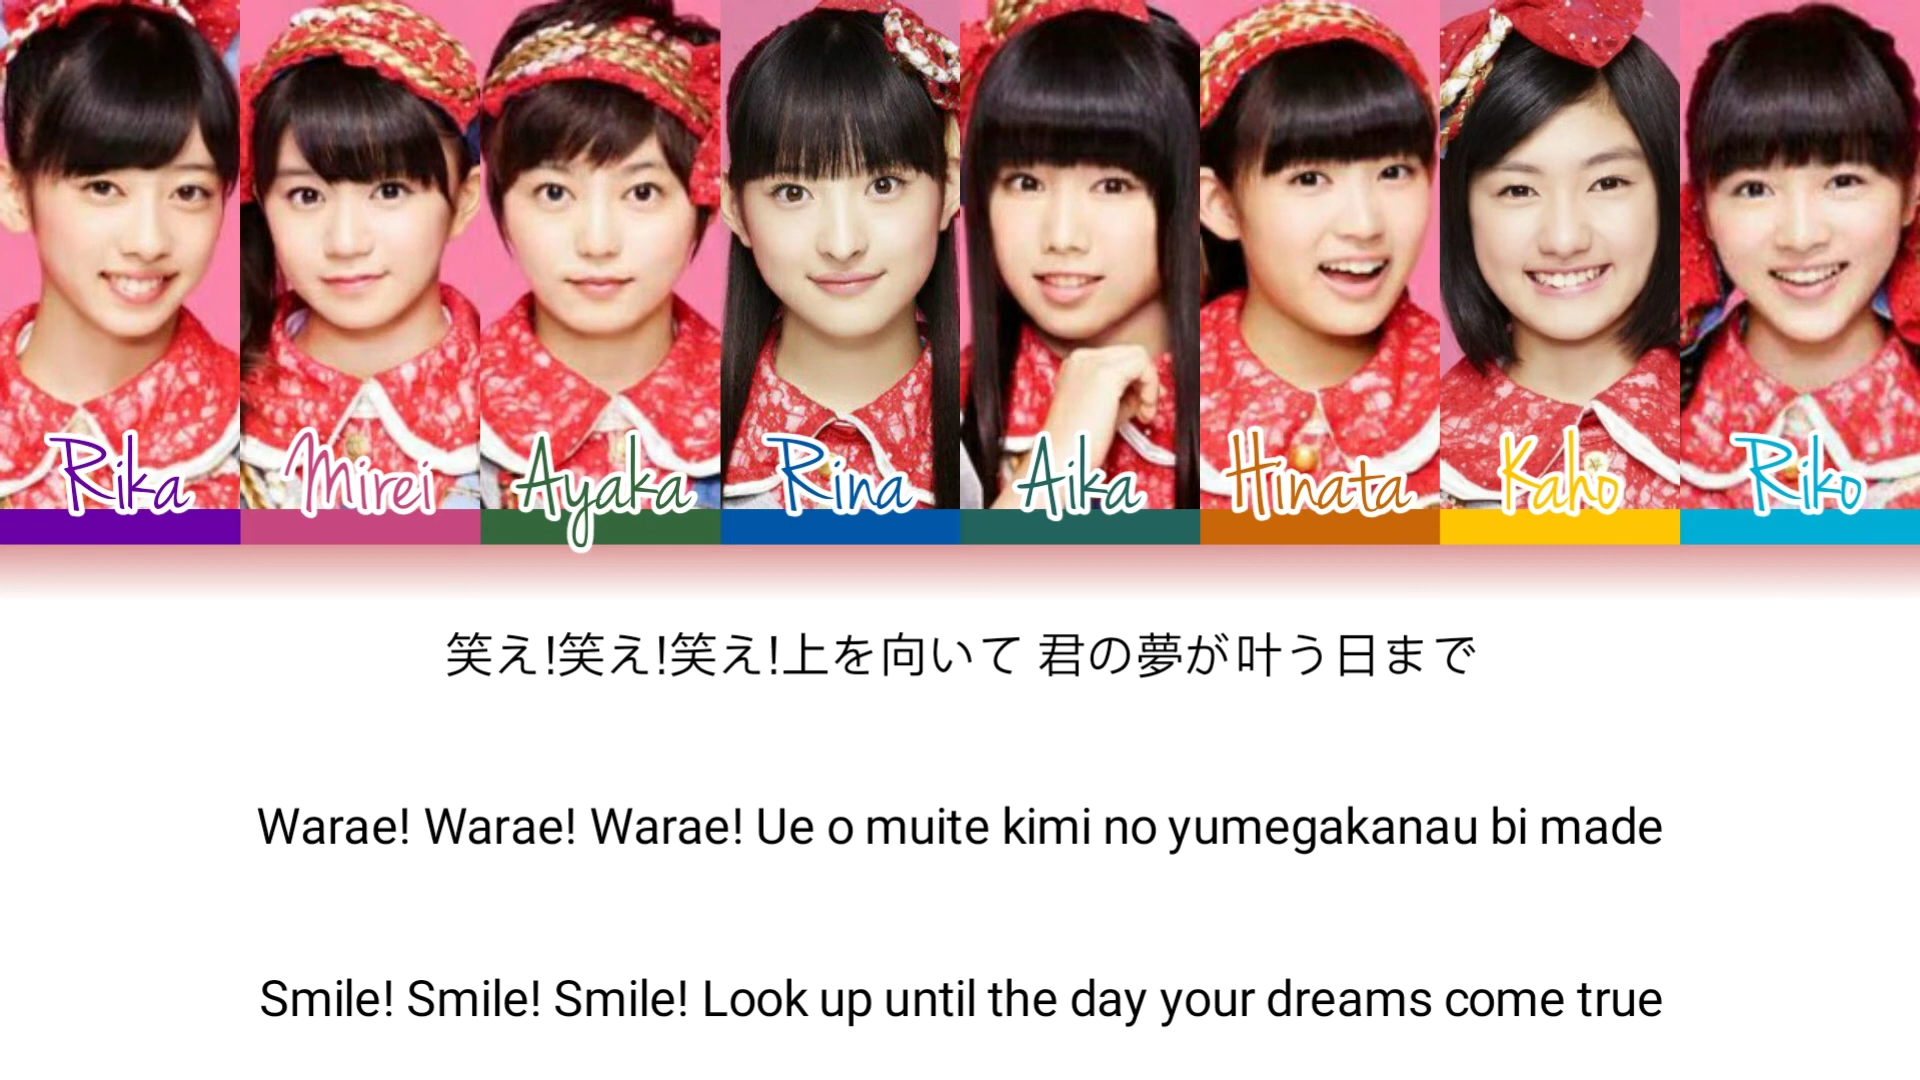 Rika Mirei Ayaka Rina Aika Hinata Kaho Riko
笑え!笑え!笑え!上を向いて 君の夢が叶う日まで
Warae! Warae! Warae! Ue o muite kimi no yumegakanau bi made
Smile! Smile! Smile! Look up until the day your dreams come true